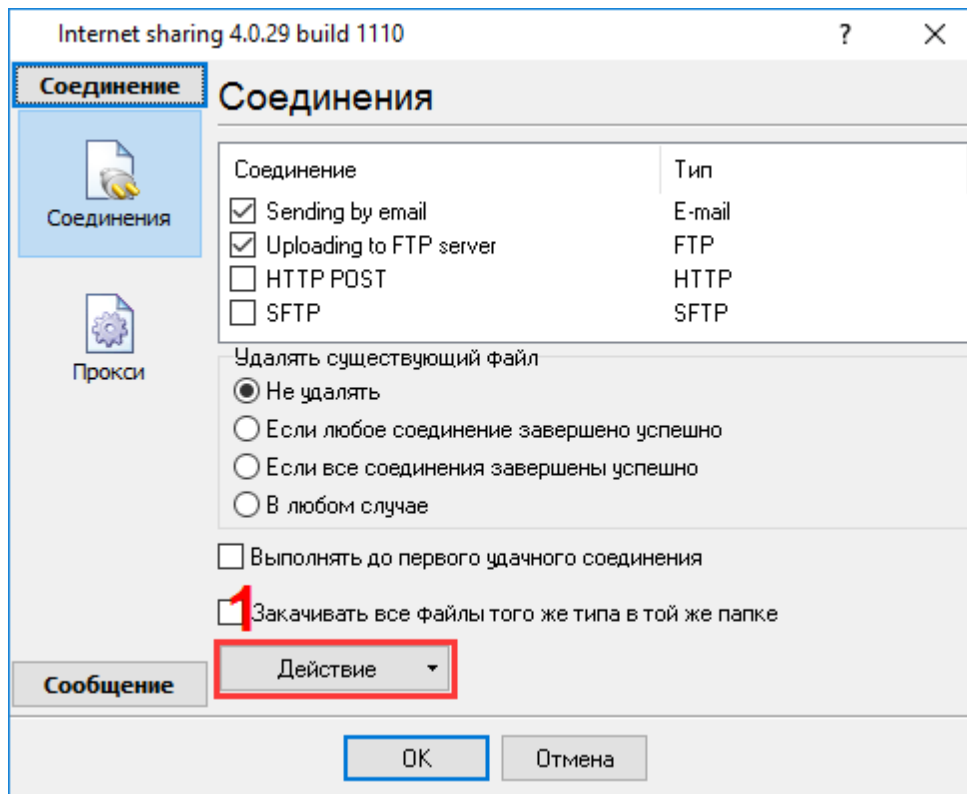 Internet sharing 4.0.29 build 1110 ?
Соединение
Соединения
Соединение Тип
Sending by email E-mail
Uploading to FTP server FTP
HTTP POST HTTP
SFTP SFTP
Соединения
Прокси
Удалять существующий файл
Не удалять
Если любое соединение завершено успешно
Если все соединения завершены успешно
В любом случае
Выполнять до первого удачного соединения
1
Закачивать все файлы того же типа в той же папке
Действие
Сообщение
OK Отмена